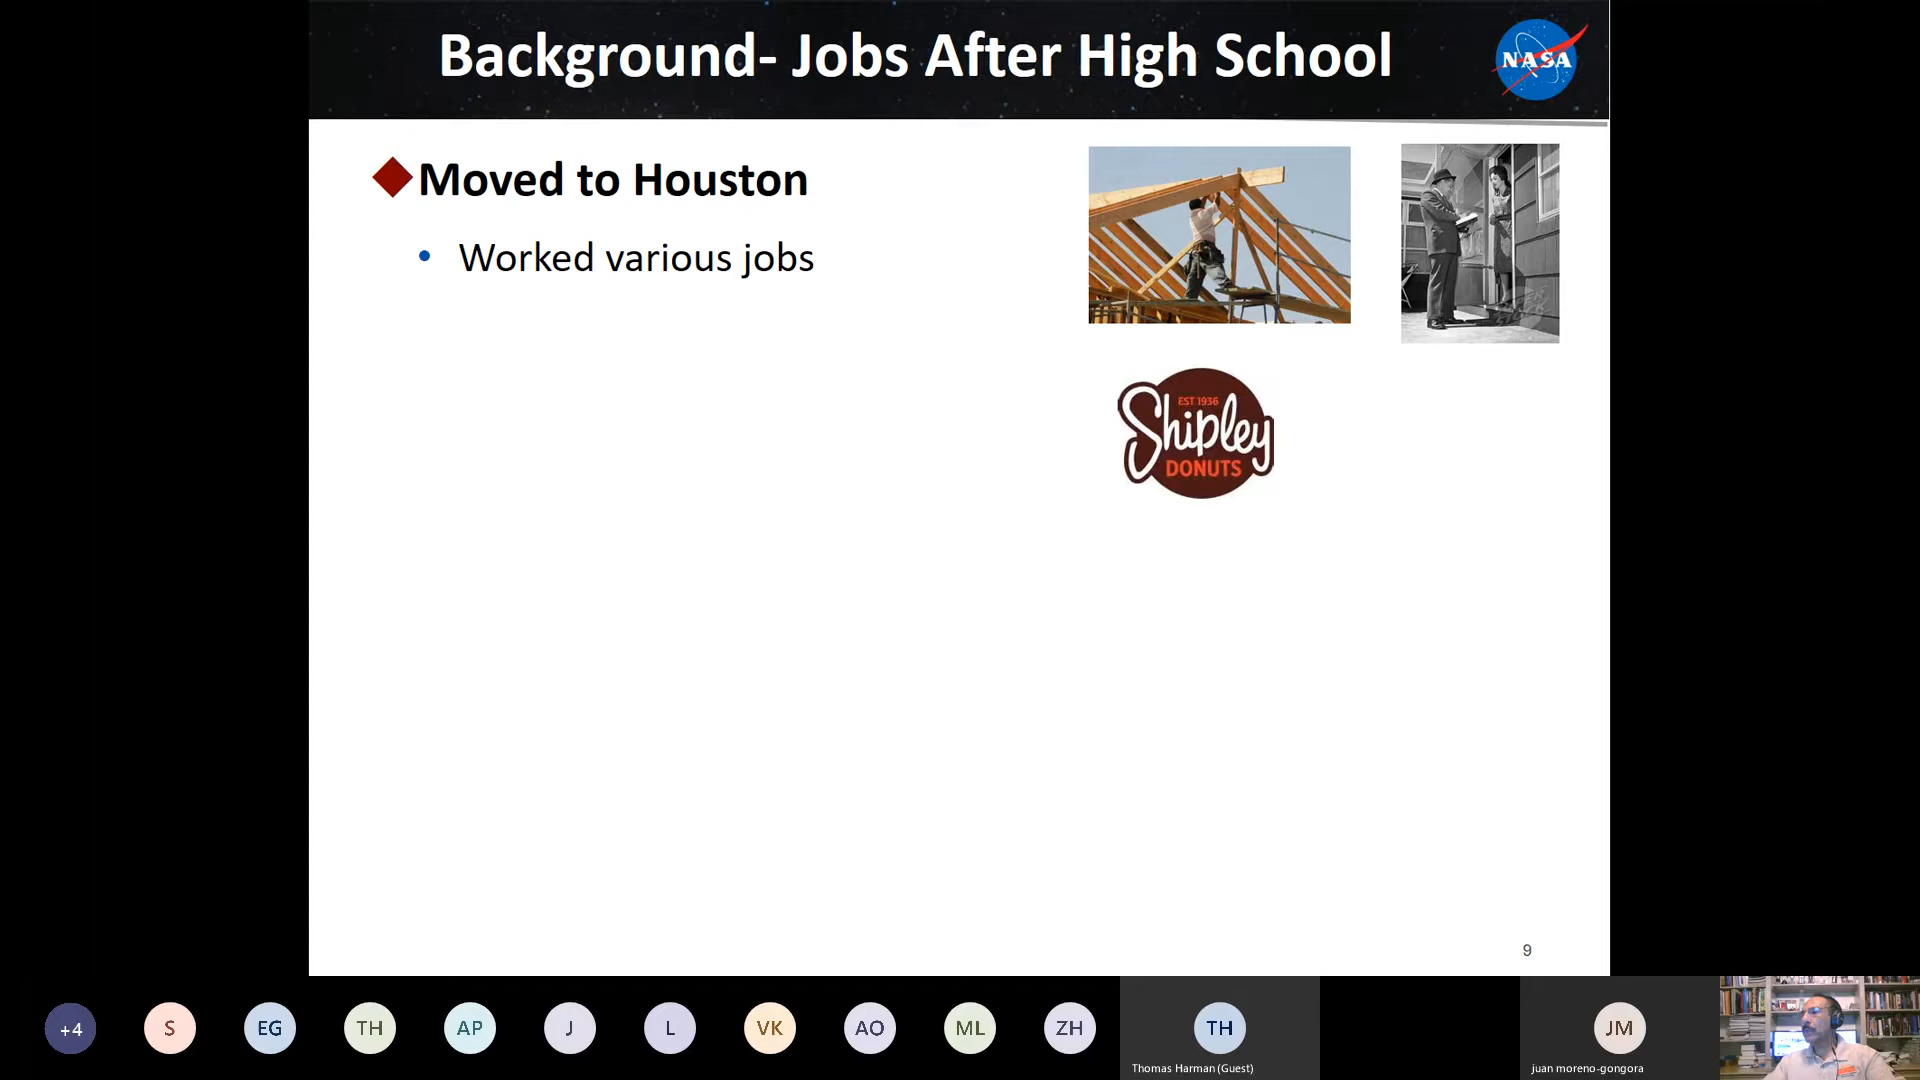 Background- Jobs After High School
NASA
Moved to Houston
• Worked various jobs
EST 1936
Shipley
DONUTS
9
+4
S
EG
TH
AP
J
L
VK
AO
ML
ZH
TH
Thomas Harman (Guest)
JM
juan moreno-gongora